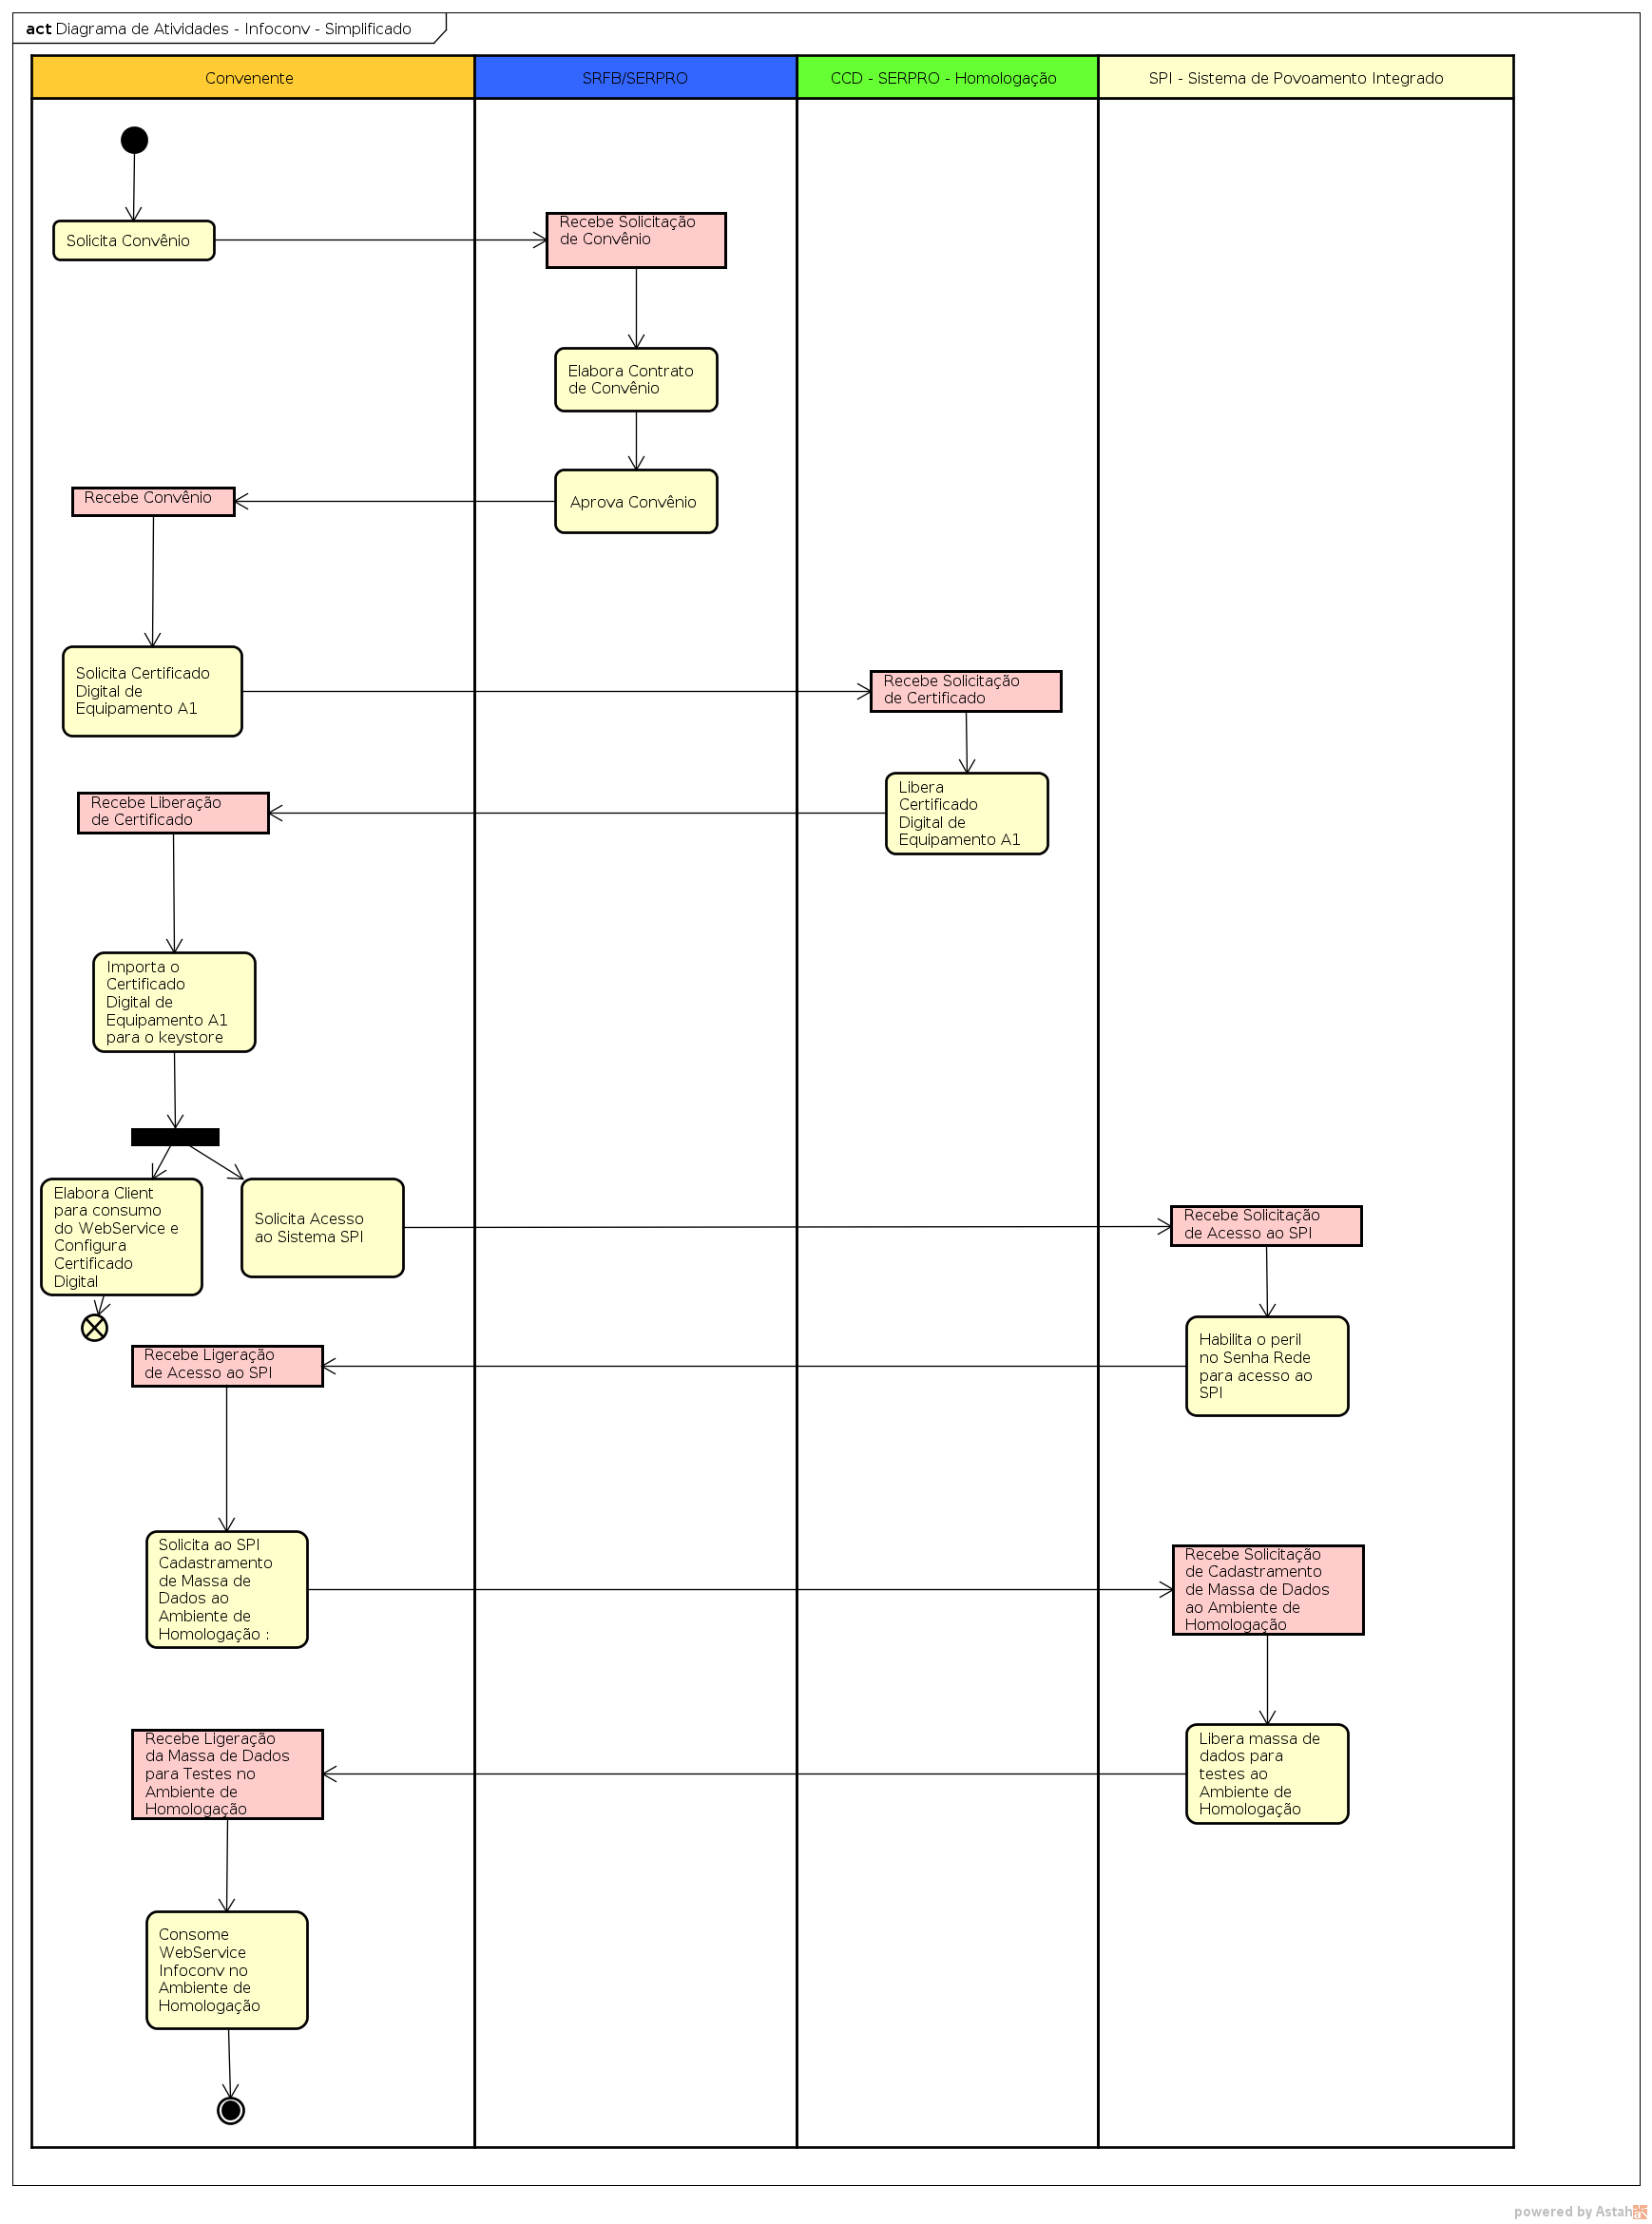 act Diagrama de Atividades - Infoconv - Simplificado
Convenente
SRFB/SERPRO
CCD - SERPRO - Homologação
SPI - Sistema de Povoamento Integrado
Solicita Convênio
Recebe Solicitação
de Convênio
Elabora Contrato
de Convênio
Aprova Convênio
Recebe Convênio
Solicita Certificado
Digital de
Equipamento A1
Recebe Solicitação
de Certificado
Libera
Certificado
Digital de
Equipamento A1
Recebe Liberação
de Certificado
Importa o
Certificado
Digital de
Equipamento A1
para o keystore
Elabora Client
para consumo
do WebService e
Configura
Certificado
Digital
Solicita Acesso
ao Sistema SPI
Recebe Solicitação
de Acesso ao SPI
Habilita o peril
no Senha Rede
para acesso ao
SPI
Recebe Ligeração
de Acesso ao SPI
Solicita ao SPI
Cadastramento
de Massa de
Dados ao
Ambiente de
Homologação :
Recebe Solicitação
de Cadastramento
de Massa de Dados
ao Ambiente de
Homologação
Libera massa de
dados para
testes ao
Ambiente de
Homologação
Recebe Ligeração
da Massa de Dados
para Testes no
Ambiente de
Homologação
Consome
WebService
Infoconv no
Ambiente de
Homologação
powered by Astah